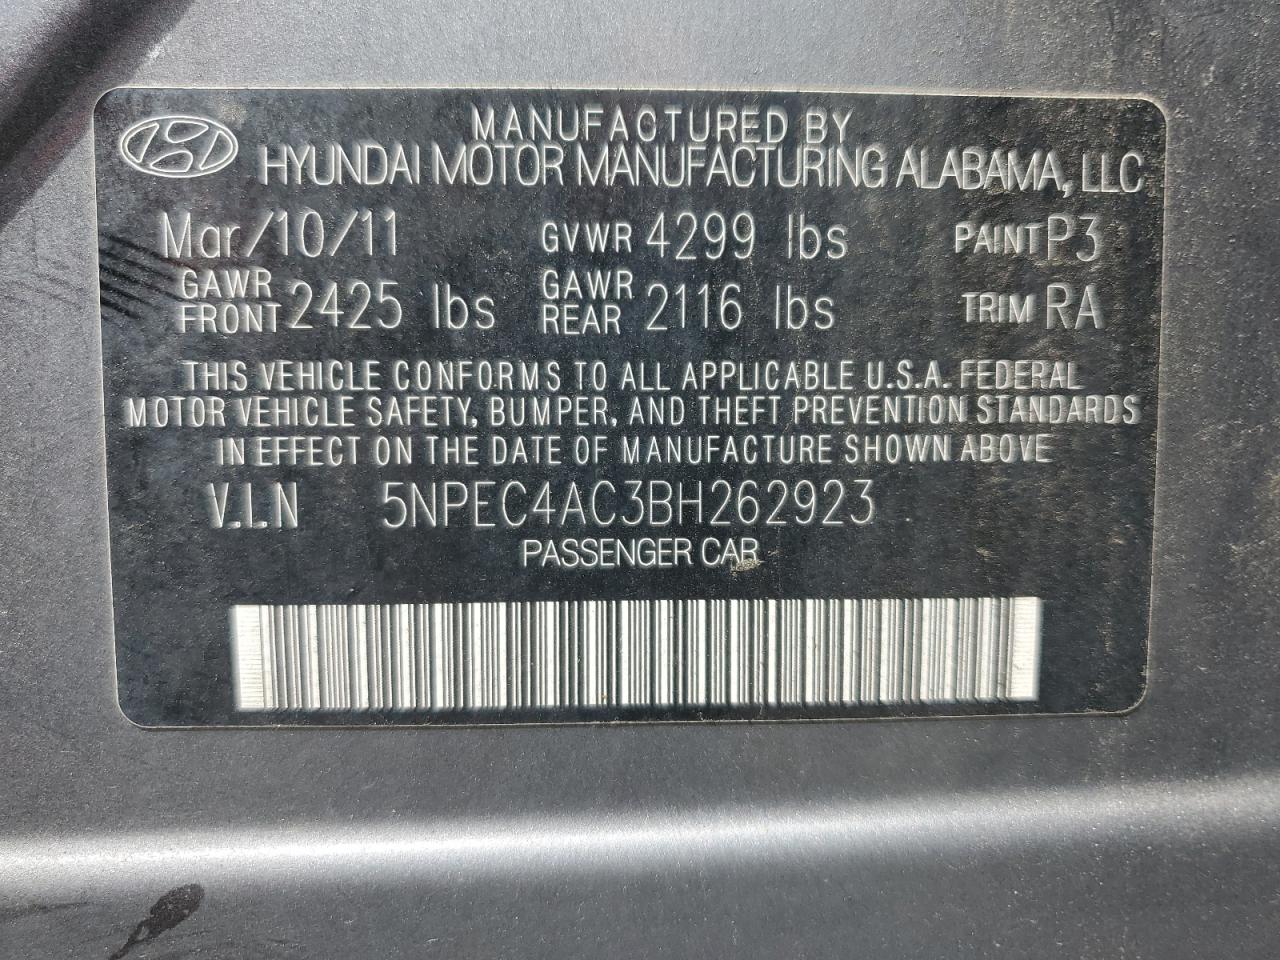 MANUFACTURED BY
HYUNDAI MOTOR MANUFACTURING ALABAMA, LLC
Mar/10/11 GVWR 4299 lbs PAINT P3
GAWR FRONT 2425 lbs GAWR REAR 2116 lbs TRIM RA
THIS VEHICLE CONFORMS TO ALL APPLICABLE U.S.A. FEDERAL
MOTOR VEHICLE SAFETY, BUMPER, AND THEFT PREVENTION STANDARDS
IN EFFECT ON THE DATE OF MANUFACTURE SHOWN ABOVE
V.I.N 5NPEC4AC3BH262923
PASSENGER CAR